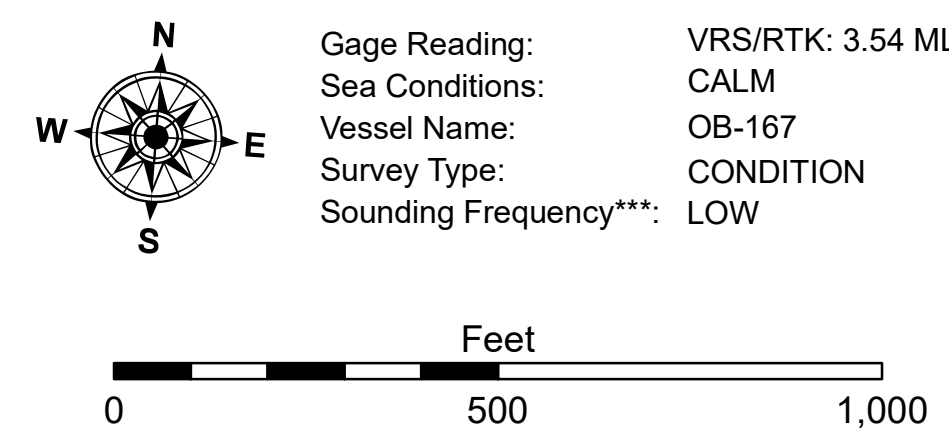 N
W E
S
Gage Reading: VRS/RTK: 3.54
Sea Conditions: CALM
Vessel Name: OB-167
Survey Type: CONDITION
Sounding Frequency***: LOW
Feet
0 500 1,000